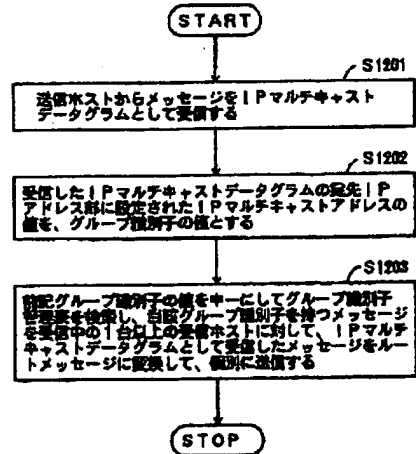 START
S1201
送信ホストからメッセージをIPマルチキャスト
データグラムとして受信する
S1202
受信したIPマルチキャストデータグラムの宛先IP
アドレス部に設定されたIPマルチキャストアドレスの
値を、グループ識別子の値とする
S1203
前記グループ識別子の値をキーにしてグループ識別子
管理表を検索し、当該グループ識別子を持つメッセージ
を受信中の1台以上の受信ホストに対して、IPマルチ
キャストデータグラムとして受信したメッセージをルー
トメッセージに変換して、個別に送信する
STOP